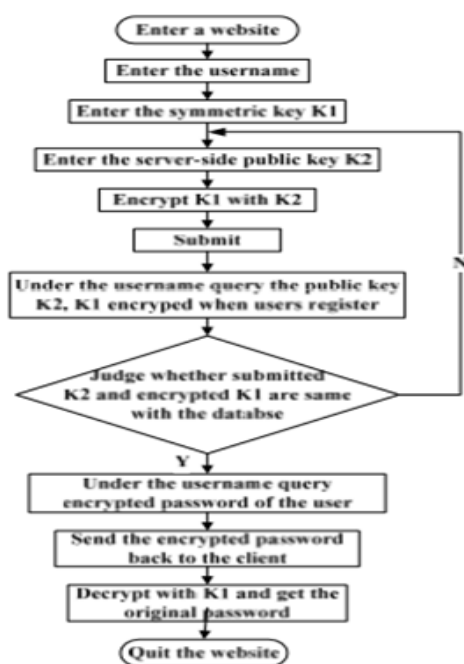 Enter a website
Enter the username
Enter the symmetric key K1
Enter the server-side public key K2
Encrypt K1 with K2
Submit
N
Under the username query the public key
K2, K1 encryped when users register
Judge whether submitted
K2 and encrypted K1 are same
with the databse
Y
Under the username query
encrypted password of the user
Send the encrypted password
back to the client
Decrypt with K1 and get the
original password
Quit the website